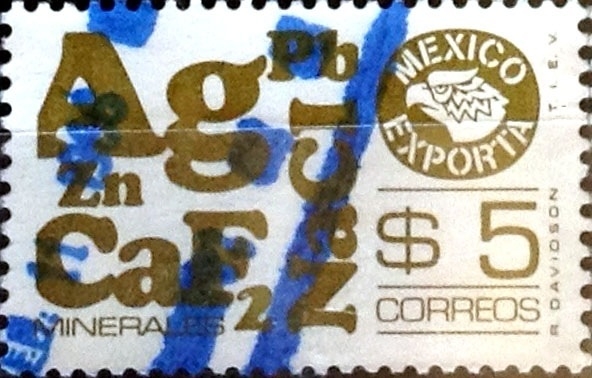 Ag
Pb
Zn
CaF2
MINERALES
MEXICO
EXPORTA
$ 5
CORREOS
T.I.E.V.
R. DAVIDSON